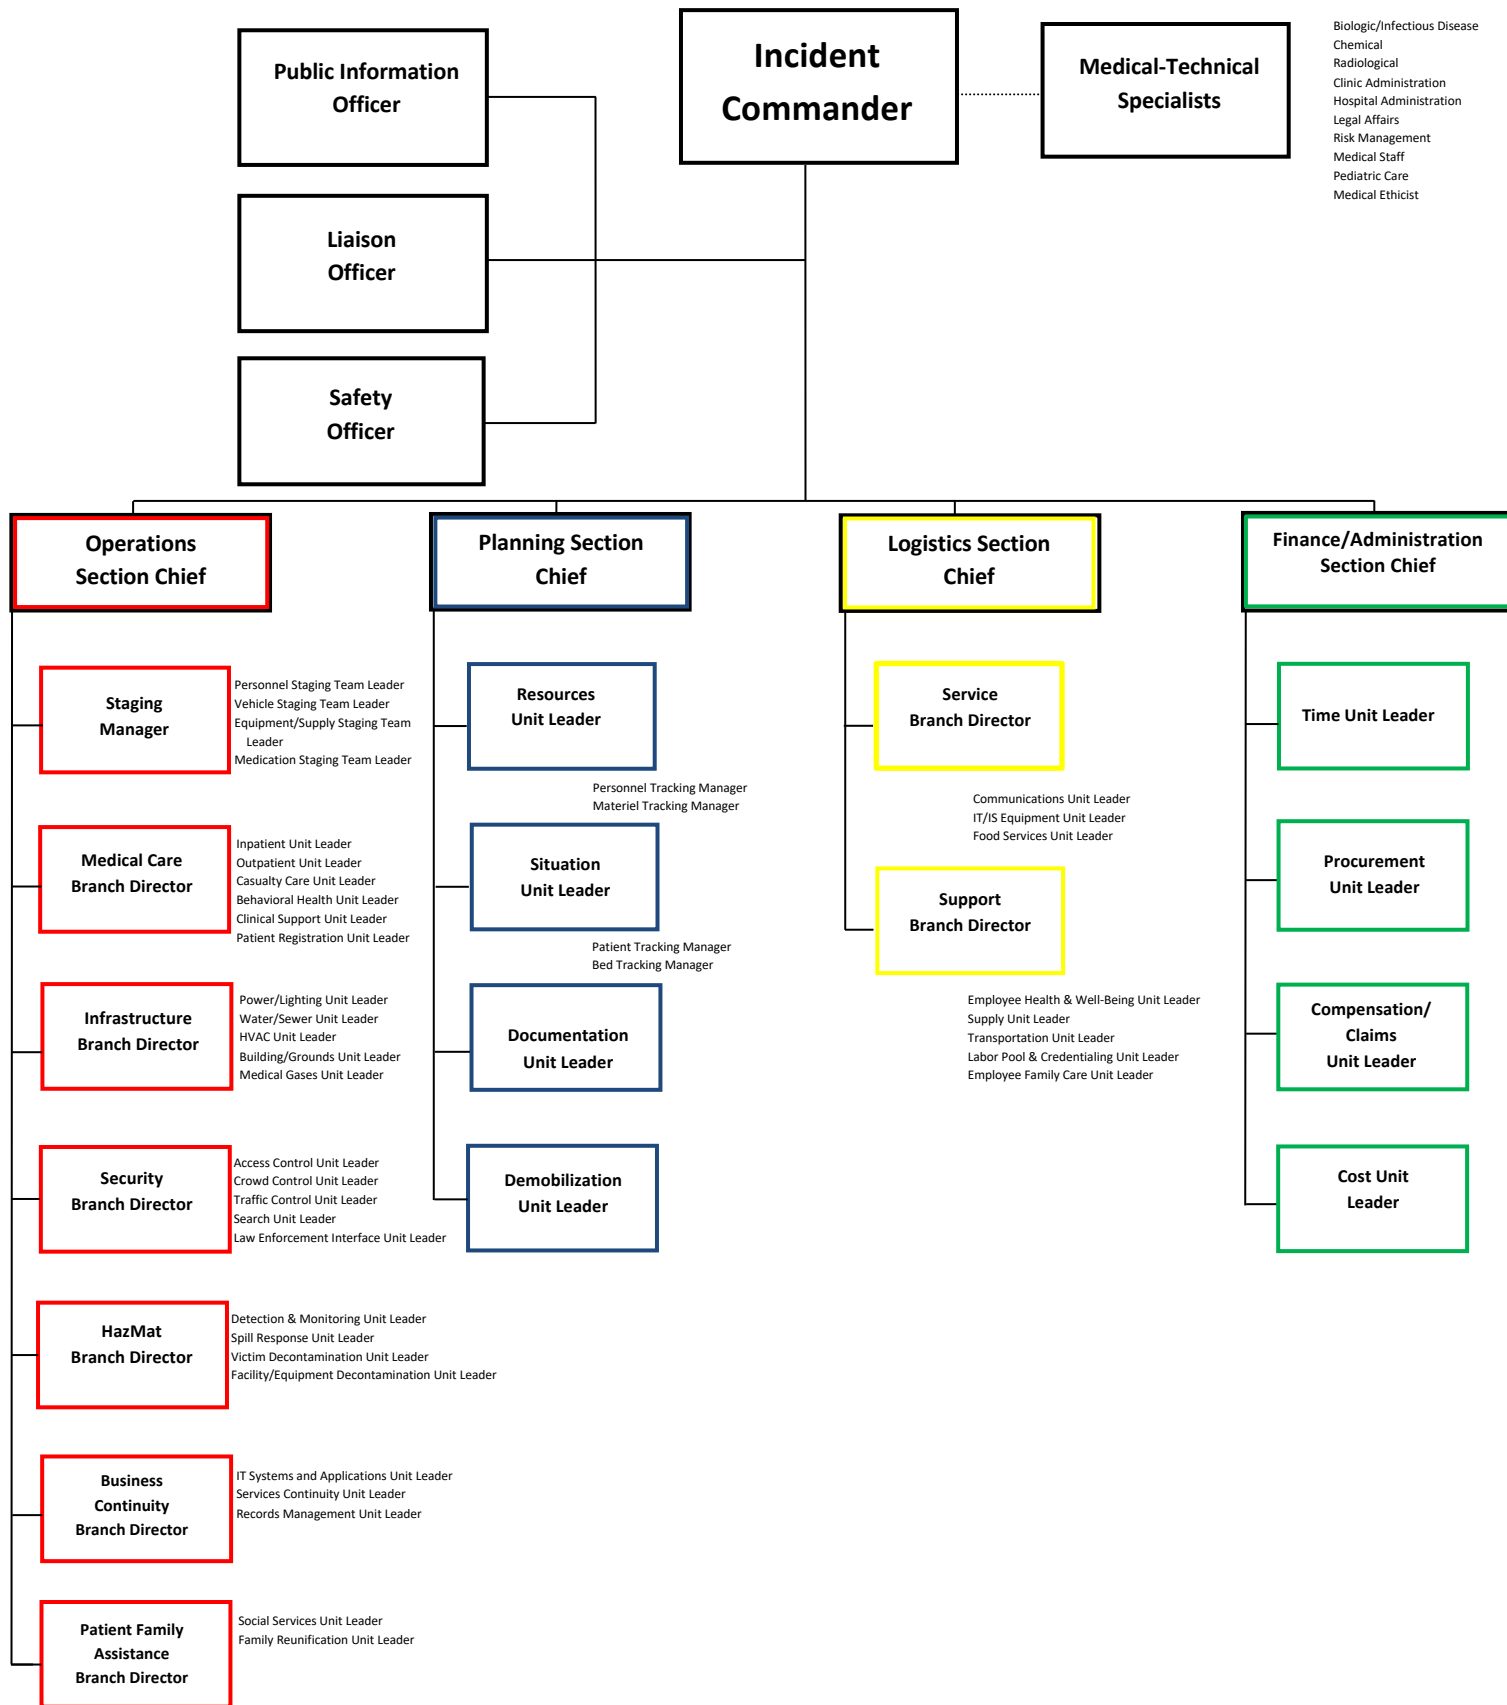 Public Information
Officer
Incident
Commander
Medical-Technical
Specialists
Biologic/Infectious Disease
Chemical
Radiological
Clinic Administration
Hospital Administration
Legal Affairs
Risk Management
Medical Staff
Pediatric Care
Medical Ethicist
Liaison
Officer
Safety
Officer
Operations
Section Chief
Staging
Manager
Personnel Staging Team Leader
Vehicle Staging Team Leader
Equipment/Supply Staging Team
Leader
Medication Staging Team Leader
Medical Care
Branch Director
Inpatient Unit Leader
Outpatient Unit Leader
Casualty Care Unit Leader
Behavioral Health Unit Leader
Clinical Support Unit Leader
Patient Registration Unit Leader
Infrastructure
Branch Director
Power/Lighting Unit Leader
Water/Sewer Unit Leader
HVAC Unit Leader
Building/Grounds Unit Leader
Medical Gases Unit Leader
Security
Branch Director
Access Control Unit Leader
Crowd Control Unit Leader
Traffic Control Unit Leader
Search Unit Leader
Law Enforcement Interface Unit Leader
HazMat
Branch Director
Detection & Monitoring Unit Leader
Spill Response Unit Leader
Victim Decontamination Unit Leader
Facility/Equipment Decontamination Unit Leader
Business
Continuity
Branch Director
IT Systems and Applications Unit Leader
Services Continuity Unit Leader
Records Management Unit Leader
Patient Family
Assistance
Branch Director
Social Services Unit Leader
Family Reunification Unit Leader
Planning Section
Chief
Resources
Unit Leader
Personnel Tracking Manager
Materiel Tracking Manager
Situation
Unit Leader
Patient Tracking Manager
Bed Tracking Manager
Documentation
Unit Leader
Demobilization
Unit Leader
Logistics Section
Chief
Service
Branch Director
Communications Unit Leader
IT/IS Equipment Unit Leader
Food Services Unit Leader
Support
Branch Director
Employee Health & Well-Being Unit Leader
Supply Unit Leader
Transportation Unit Leader
Labor Pool & Credentialing Unit Leader
Employee Family Care Unit Leader
Finance/Administration
Section Chief
Time Unit Leader
Procurement
Unit Leader
Compensation/
Claims
Unit Leader
Cost Unit
Leader